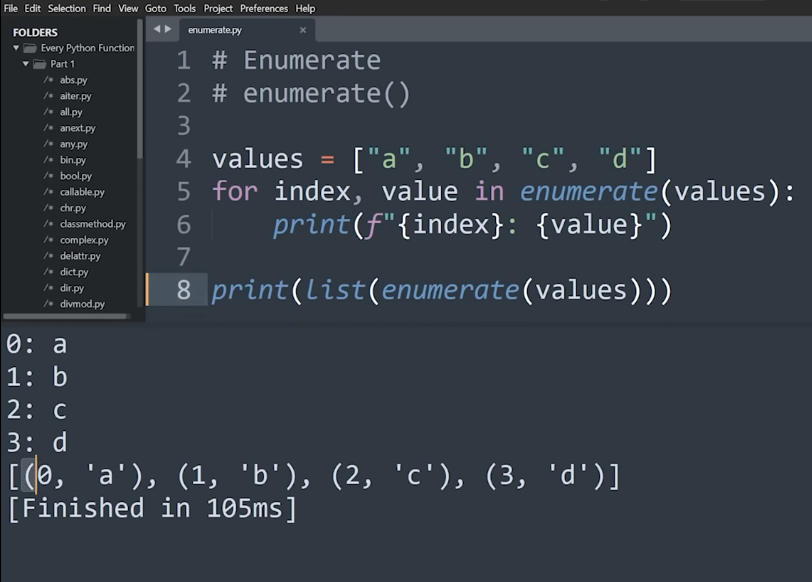 File Edit Selection Find View Goto Tools Project Preferences Help
FOLDERS
Every Python Function
Part 1
/* abs.py
/* aiter.py
/* all.py
/* anext.py
/* any.py
/* bin.py
/* bool.py
/* callable.py
/* chr.py
/* classmethod.py
/* complex.py
/* delattr.py
/* dict.py
/* dir.py
/* divmod.py
enumerate.py ×
1 # Enumerate
2 # enumerate()
3
4 values = ["a", "b", "c", "d"]
5 for index, value in enumerate(values):
6     print(f"{index}: {value}")
7
8 print(list(enumerate(values)))
0: a
1: b
2: c
3: d
[(0, 'a'), (1, 'b'), (2, 'c'), (3, 'd')]
[Finished in 105ms]